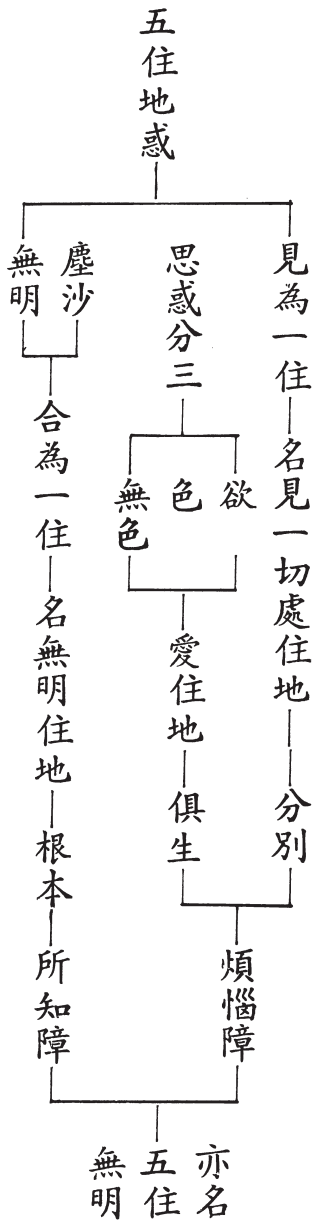 五住地惑
見為一住
名見一切處住地
分別
思惑分三
欲
色
無色
愛住地
俱生
煩惱障
塵沙
無明
合為一住
名無明住地
根本
所知障
亦名
五住
無明